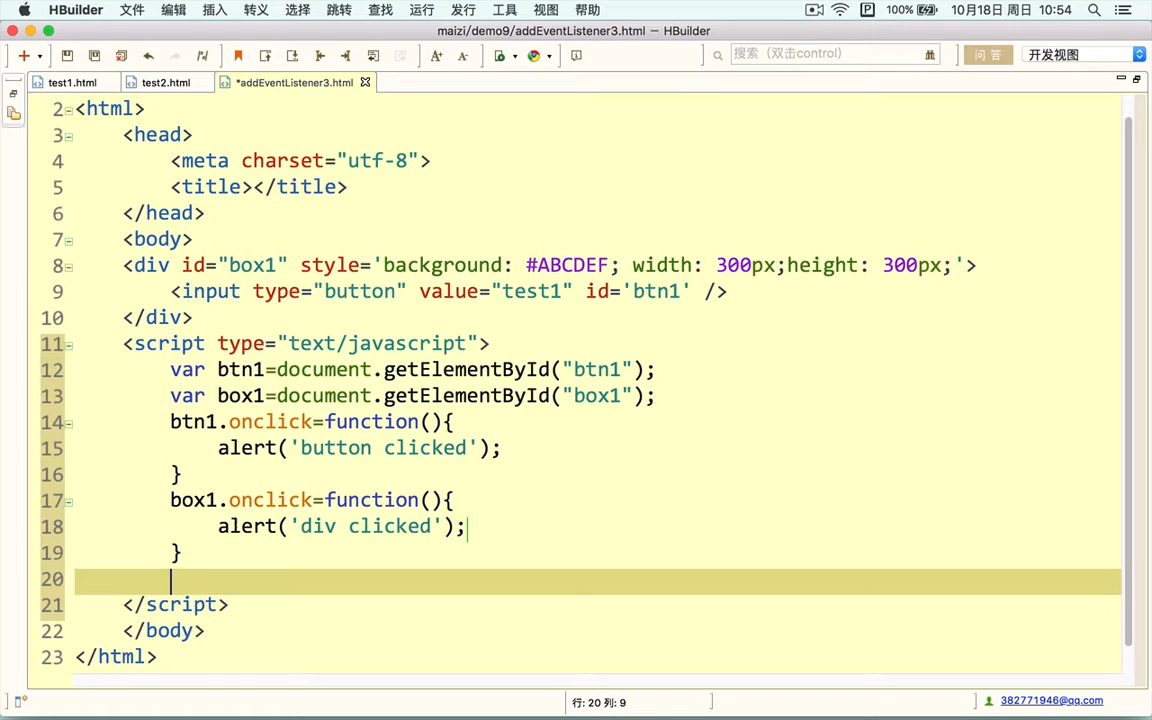 HBuilder 文件 编辑 插入 转义 选择 跳转 查找 运行 发行 工具 视图 帮助 P 100% 10月18日 周日 10:54
maizi/demo9/addEventListener3.html — HBuilder
搜索（双击control） 问 答 开发视图
test1.html test2.html *addEventListener3.html
2 <html>
3 <head>
4 <meta charset="utf-8">
5 <title></title>
6 </head>
7 <body>
8 <div id="box1" style='background: #ABCDEF; width: 300px;height: 300px;'>
9 <input type="button" value="test1" id='btn1' />
10 </div>
11 <script type="text/javascript">
12 var btn1=document.getElementById("btn1");
13 var box1=document.getElementById("box1");
14 btn1.onclick=function(){
15 alert('button clicked');
16 }
17 box1.onclick=function(){
18 alert('div clicked');
19 }
20
21 </script>
22 </body>
23 </html>
行: 20 列: 9 382771946@qq.com